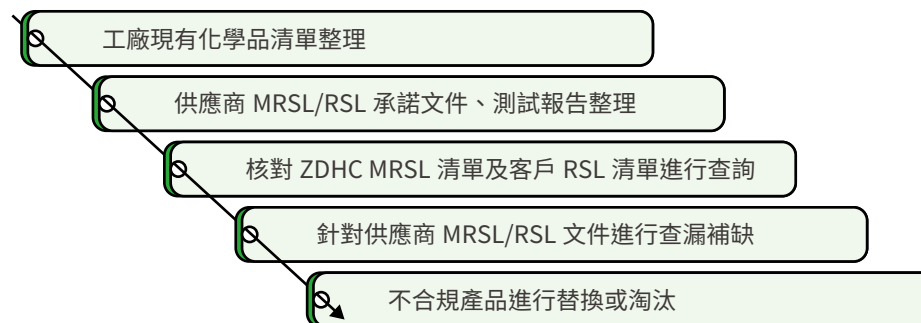 工廠現有化學品清單整理
供應商 MRSL/RSL 承諾文件、測試報告整理
核對 ZDHC MRSL 清單及客戶 RSL 清單進行查詢
針對供應商 MRSL/RSL 文件進行查漏補缺
不合規產品進行替換或淘汰